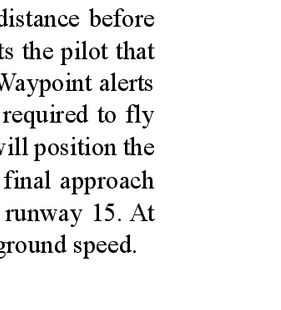 distance before
ts the pilot that
Waypoint alerts
required to fly
will position the
final approach
runway 15. At
ground speed.